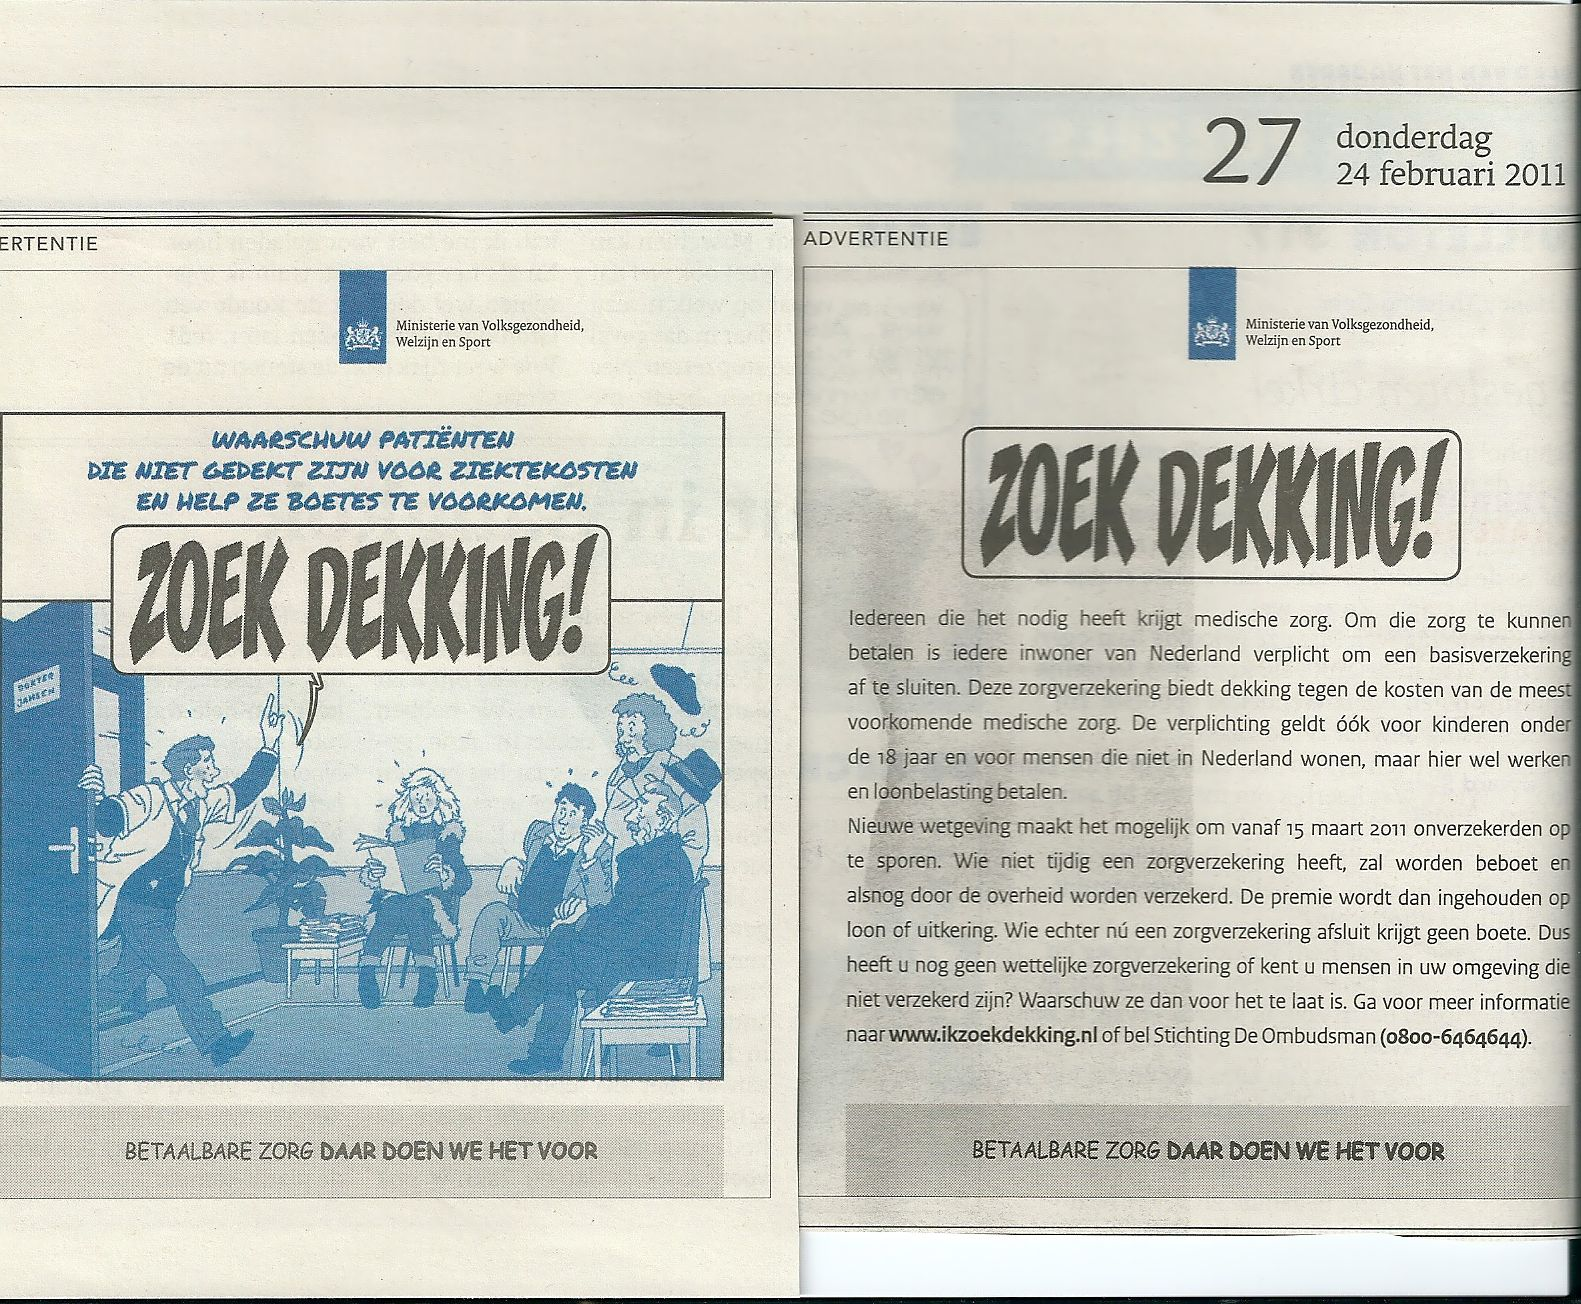 27
donderdag
24 februari 2011
ERTENTIE
Ministerie van Volksgezondheid,
Welzijn en Sport
WAARSCHUW PATIËNTEN
DIE NIET GEDEKT ZIJN VOOR ZIEKTEKOSTEN
EN HELP ZE BOETES TE VOORKOMEN.
ZOEK DEKKING!
DOKTER
JANSEN
BETAALBARE ZORG DAAR DOEN WE HET VOOR
ADVERTENTIE
Ministerie van Volksgezondheid,
Welzijn en Sport
ZOEK DEKKING!
Iedereen die het nodig heeft krijgt medische zorg. Om die zorg te kunnen
betalen is iedere inwoner van Nederland verplicht om een basisverzekering
af te sluiten. Deze zorgverzekering biedt dekking tegen de kosten van de meest
voorkomende medische zorg. De verplichting geldt óók voor kinderen onder
de 18 jaar en voor mensen die niet in Nederland wonen, maar hier wel werken
en loonbelasting betalen.
Nieuwe wetgeving maakt het mogelijk om vanaf 15 maart 2011 onverzekerden op
te sporen. Wie niet tijdig een zorgverzekering heeft, zal worden beboet en
alsnog door de overheid worden verzekerd. De premie wordt dan ingehouden op
loon of uitkering. Wie echter nú een zorgverzekering afsluit krijgt geen boete. Dus
heeft u nog geen wettelijke zorgverzekering of kent u mensen in uw omgeving die
niet verzekerd zijn? Waarschuw ze dan voor het te laat is. Ga voor meer informatie
naar www.ikzoekdekking.nl of bel Stichting De Ombudsman (0800-6464644).
BETAALBARE ZORG DAAR DOEN WE HET VOOR